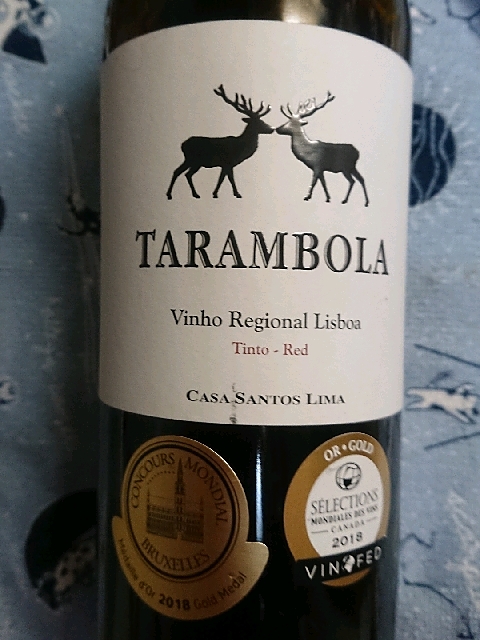 TARAMBOLA
Vinho Regional Lisboa
Tinto - Red
CASA SANTOS LIMA
CONCOURS MONDIAL
BRUXELLES
Médaille d'Or 2018 Gold Medal
OR • GOLD
SÉLECTIONS
MONDIALES DES VINS
CANADA
2018
VINOFED